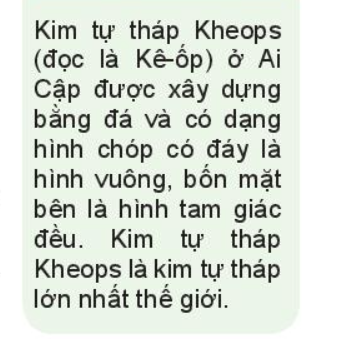 Kim tự tháp Kheops
(đọc là Kê-ốp) ở Ai
Cập được xây dựng
bằng đá và có dạng
hình chóp có đáy là
hình vuông, bốn mặt
bên là hình tam giác
đều. Kim tự tháp
Kheops là kim tự tháp
lớn nhất thế giới.